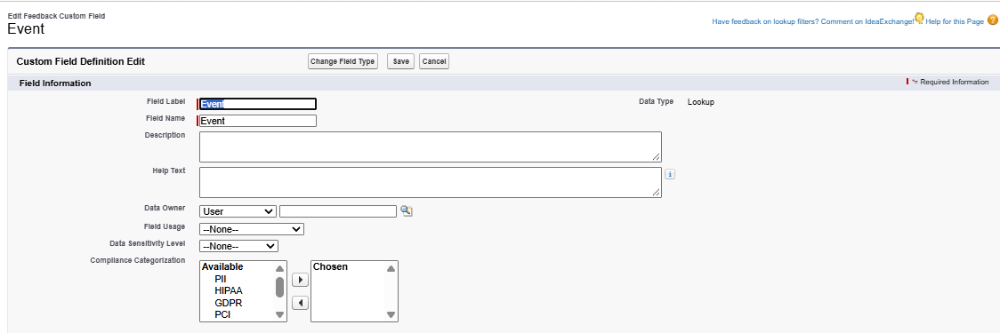 Edit Feedback Custom Field
Event
Have feedback on lookup filters? Comment on IdeaExchange! Help for this Page ?
Custom Field Definition Edit Change Field Type Save Cancel
Field Information = Required Information
Field Label Event Data Type Lookup
Field Name Event
Description
Help Text i
Data Owner User
Field Usage --None--
Data Sensitivity Level --None--
Compliance Categorization
Available Chosen
PII
HIPAA
GDPR
PCI